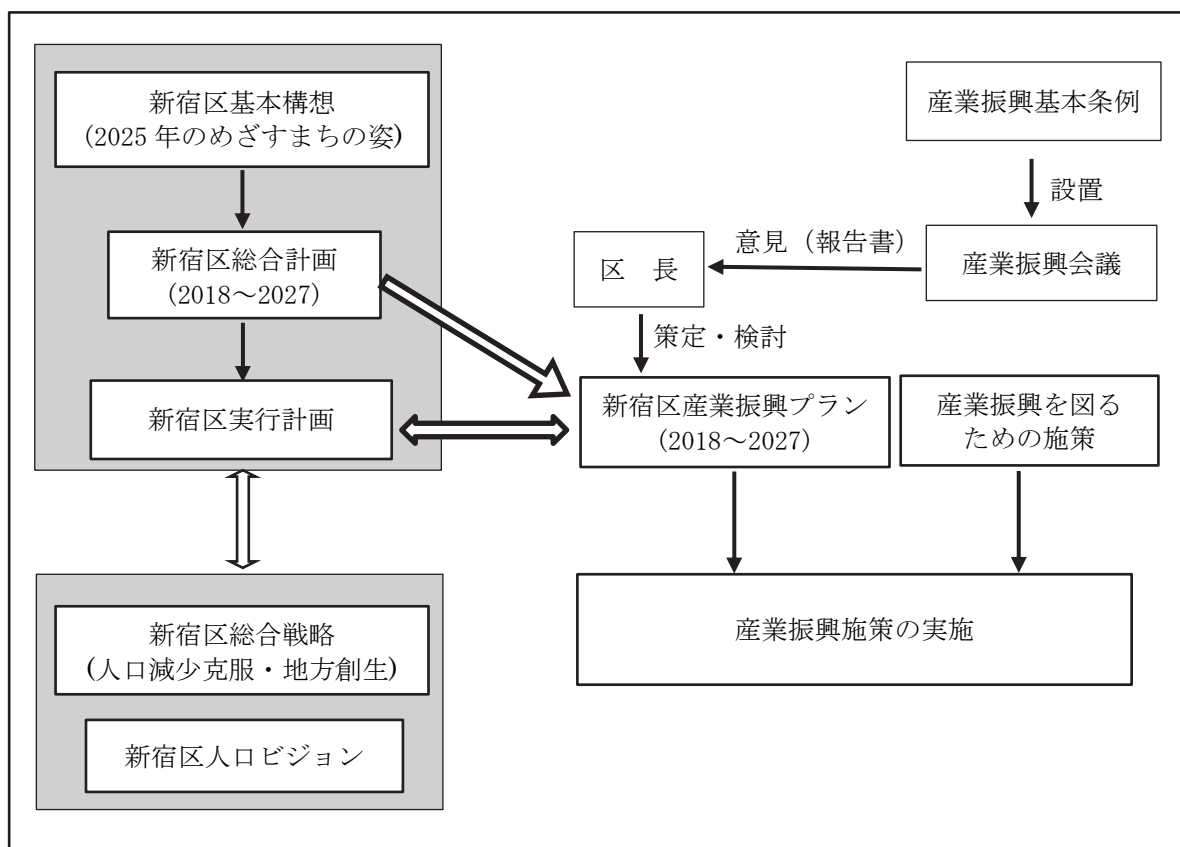 新宿区基本構想
(2025 年のめざすまちの姿)
新宿区総合計画
(2018～2027)
新宿区実行計画
新宿区総合戦略
(人口減少克服・地方創生)
新宿区人口ビジョン
産業振興基本条例
設置
産業振興会議
意見（報告書）
区　長
策定・検討
新宿区産業振興プラン
(2018～2027)
産業振興を図る
ための施策
産業振興施策の実施